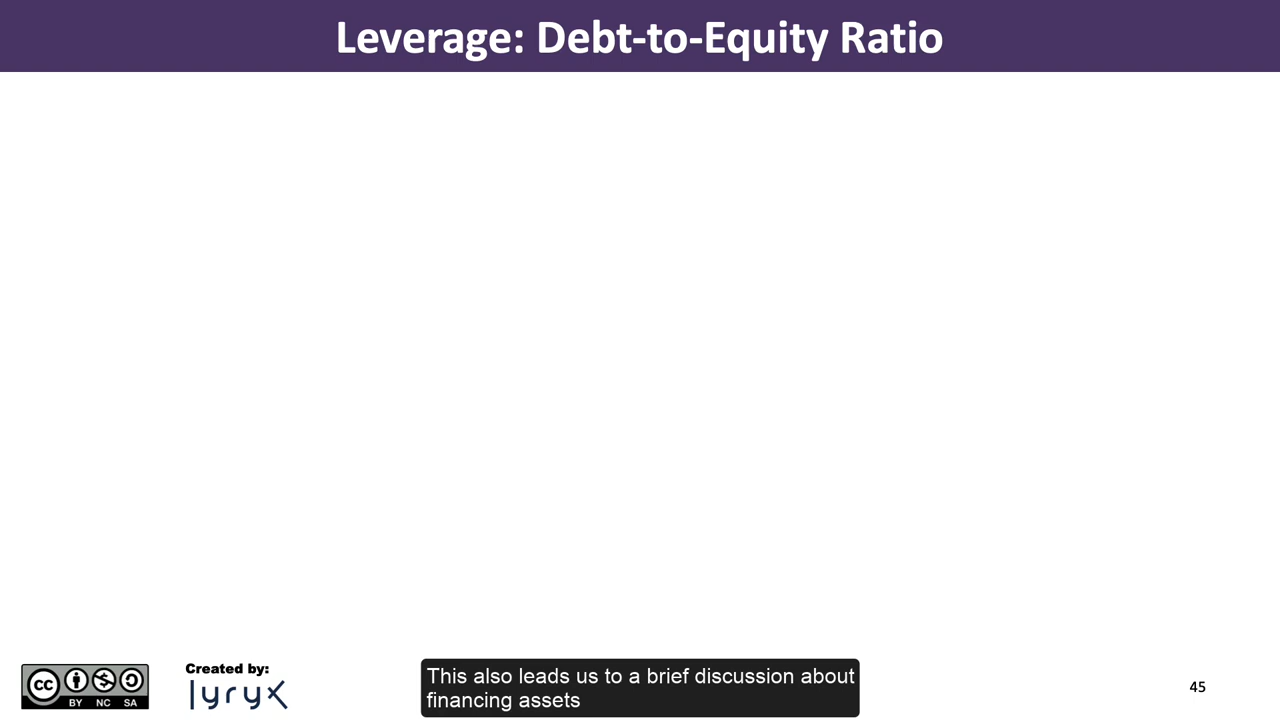 Leverage: Debt-to-Equity Ratio
cc
BY NC SA
Created by:
lyryx
This also leads us to a brief discussion about
financing assets
45